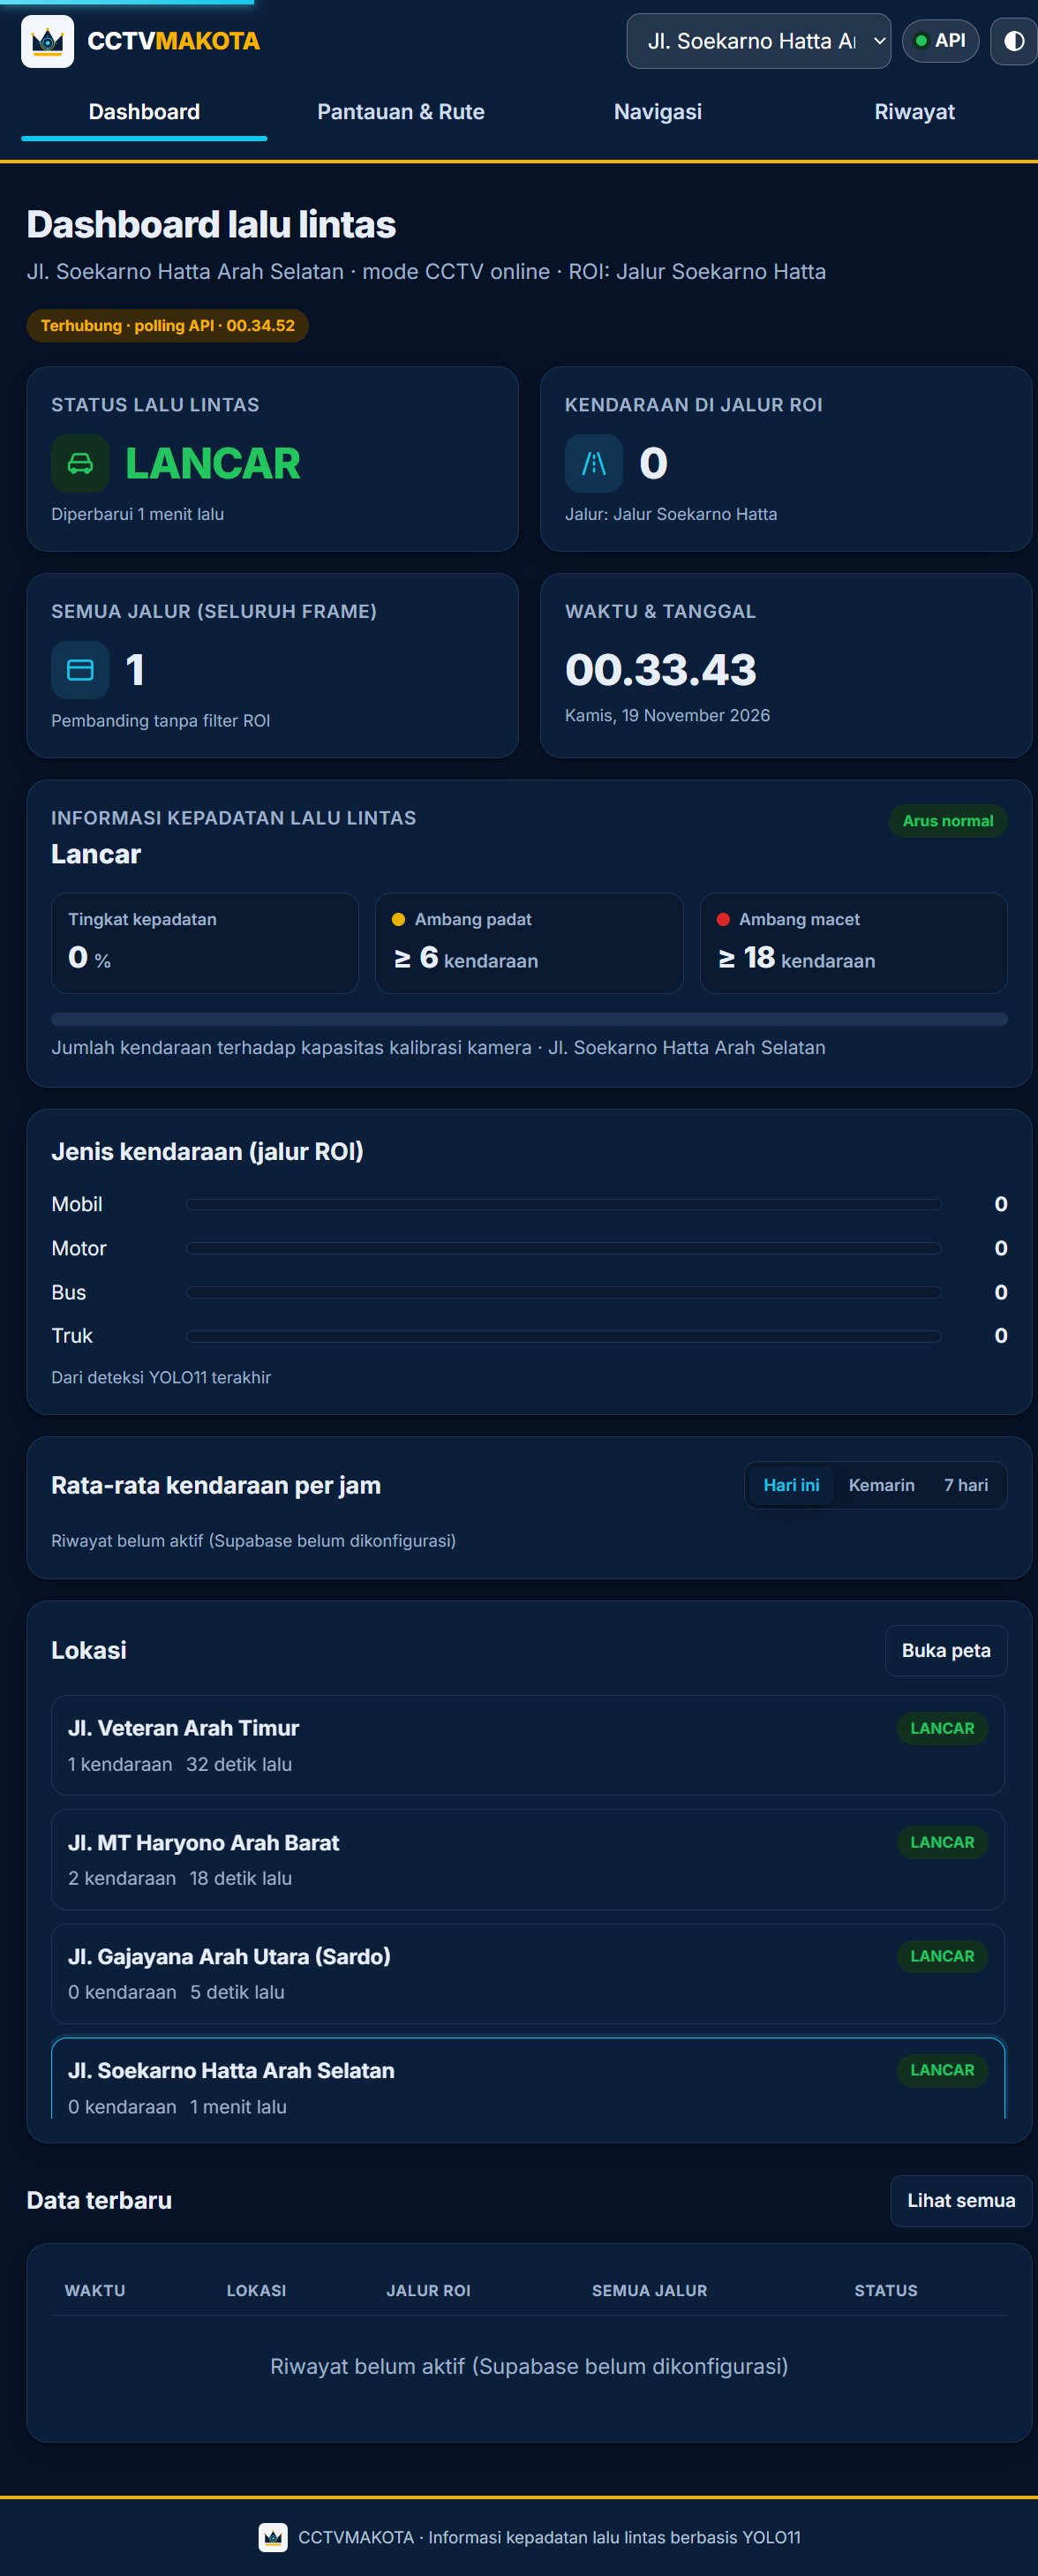 CCTVMAKOTA
Jl. Soekarno Hatta Ar
API
Dashboard
Pantauan & Rute
Navigasi
Riwayat
Dashboard lalu lintas
Jl. Soekarno Hatta Arah Selatan · mode CCTV online · ROI: Jalur Soekarno Hatta
Terhubung · polling API · 00.34.52
STATUS LALU LINTAS
LANCAR
Diperbarui 1 menit lalu
KENDARAAN DI JALUR ROI
0
Jalur: Jalur Soekarno Hatta
SEMUA JALUR (SELURUH FRAME)
1
Pembanding tanpa filter ROI
WAKTU & TANGGAL
00.33.43
Kamis, 19 November 2026
INFORMASI KEPADATAN LALU LINTAS
Arus normal
Lancar
Tingkat kepadatan
0 %
Ambang padat
≥ 6 kendaraan
Ambang macet
≥ 18 kendaraan
Jumlah kendaraan terhadap kapasitas kalibrasi kamera · Jl. Soekarno Hatta Arah Selatan
Jenis kendaraan (jalur ROI)
Mobil 0
Motor 0
Bus 0
Truk 0
Dari deteksi YOLO11 terakhir
Rata-rata kendaraan per jam
Hari ini
Kemarin
7 hari
Riwayat belum aktif (Supabase belum dikonfigurasi)
Lokasi
Buka peta
Jl. Veteran Arah Timur
LANCAR
1 kendaraan 32 detik lalu
Jl. MT Haryono Arah Barat
LANCAR
2 kendaraan 18 detik lalu
Jl. Gajayana Arah Utara (Sardo)
LANCAR
0 kendaraan 5 detik lalu
Jl. Soekarno Hatta Arah Selatan
LANCAR
0 kendaraan 1 menit lalu
Data terbaru
Lihat semua
WAKTU LOKASI JALUR ROI SEMUA JALUR STATUS
Riwayat belum aktif (Supabase belum dikonfigurasi)
CCTVMAKOTA · Informasi kepadatan lalu lintas berbasis YOLO11